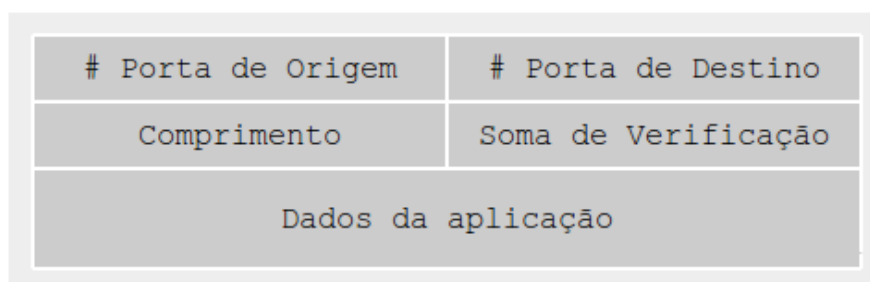 # Porta de Origem
# Porta de Destino
Comprimento
Soma de Verificação
Dados da aplicação